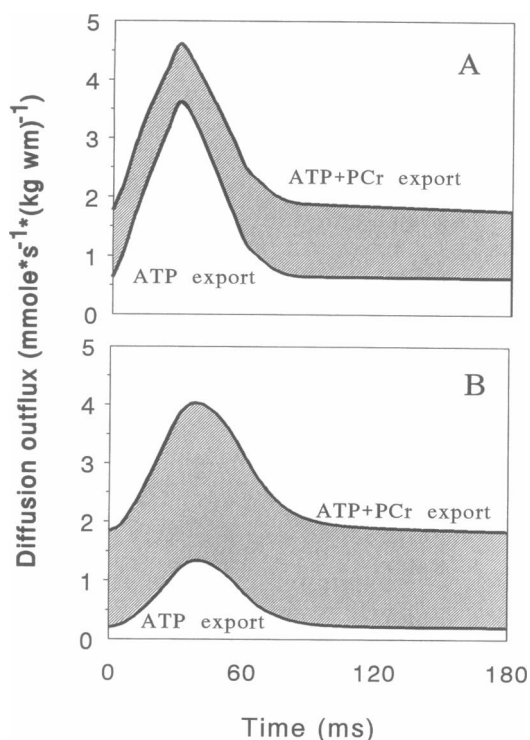 Diffusion outflux (mmole*s⁻¹*(kg wm)⁻¹)
5
A
4
3
ATP+PCr export
2
1
ATP export
0
5
B
4
3
ATP+PCr export
2
1
ATP export
0
0 60 120 180
Time (ms)